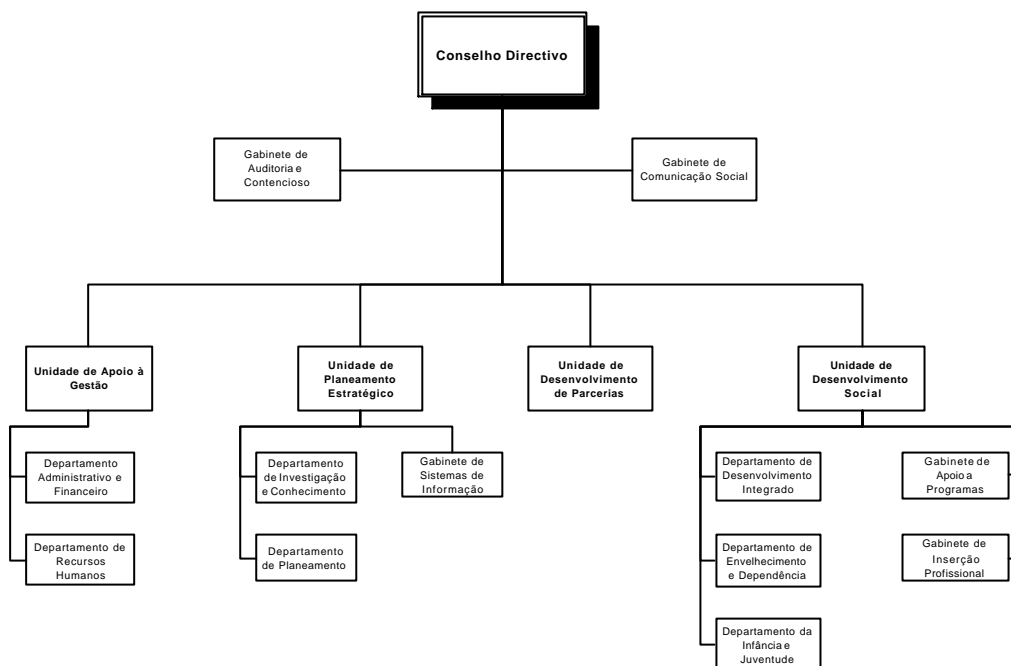 Conselho Directivo
Gabinete de
Auditoria e
Contencioso
Gabinete de
Comunicação Social
Unidade de Apoio à
Gestão
Unidade de
Planeamento
Estratégico
Unidade de
Desenvolvimento
de Parcerias
Unidade de
Desenvolvimento
Social
Departamento
Administrativo e
Financeiro
Departamento
de Investigação
e Conhecimento
Gabinete de
Sistemas de
Informação
Departamento de
Desenvolvimento
Integrado
Gabinete de
Apoio a
Programas
Departamento de
Recursos
Humanos
Departamento
de Planeamento
Departamento de
Envelhecimento
e Dependência
Gabinete de
Inserção
Profissional
Departamento da
Infância e
Juventude